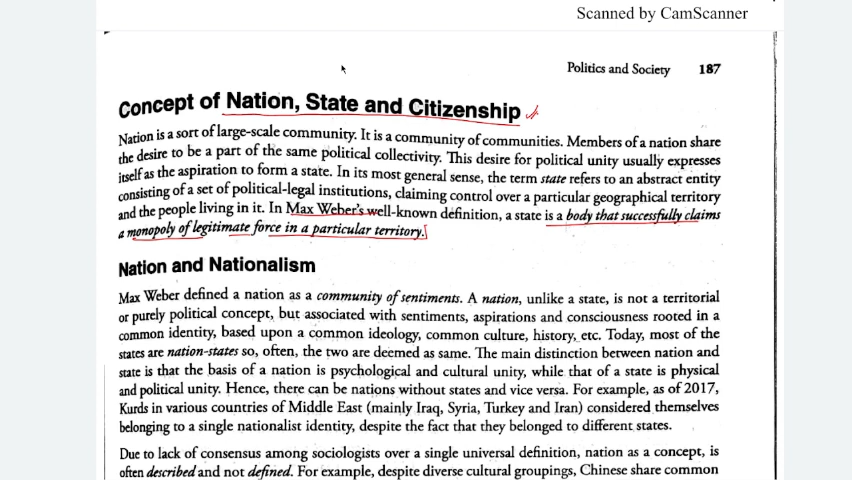 Scanned by CamScanner
Politics and Society 187
Concept of Nation, State and Citizenship
Nation is a sort of large-scale community. It is a community of communities. Members of a nation share
the desire to be a part of the same political collectivity. This desire for political unity usually expresses
itself as the aspiration to form a state. In its most general sense, the term state refers to an abstract entity
consisting of a set of political-legal institutions, claiming control over a particular geographical territory
and the people living in it. In Max Weber's well-known definition, a state is a body that successfully claims
a monopoly of legitimate force in a particular territory.
Nation and Nationalism
Max Weber defined a nation as a community of sentiments. A nation, unlike a state, is not a territorial
or purely political concept, but associated with sentiments, aspirations and consciousness rooted in a
common identity, based upon a common ideology, common culture, history, etc. Today, most of the
states are nation-states so, often, the two are deemed as same. The main distinction between nation and
state is that the basis of a nation is psychological and cultural unity, while that of a state is physical
and political unity. Hence, there can be nations without states and vice versa. For example, as of 2017,
Kurds in various countries of Middle East (mainly Iraq, Syria, Turkey and Iran) considered themselves
belonging to a single nationalist identity, despite the fact that they belonged to different states.
Due to lack of consensus among sociologists over a single universal definition, nation as a concept, is
often described and not defined. For example, despite diverse cultural groupings, Chinese share common